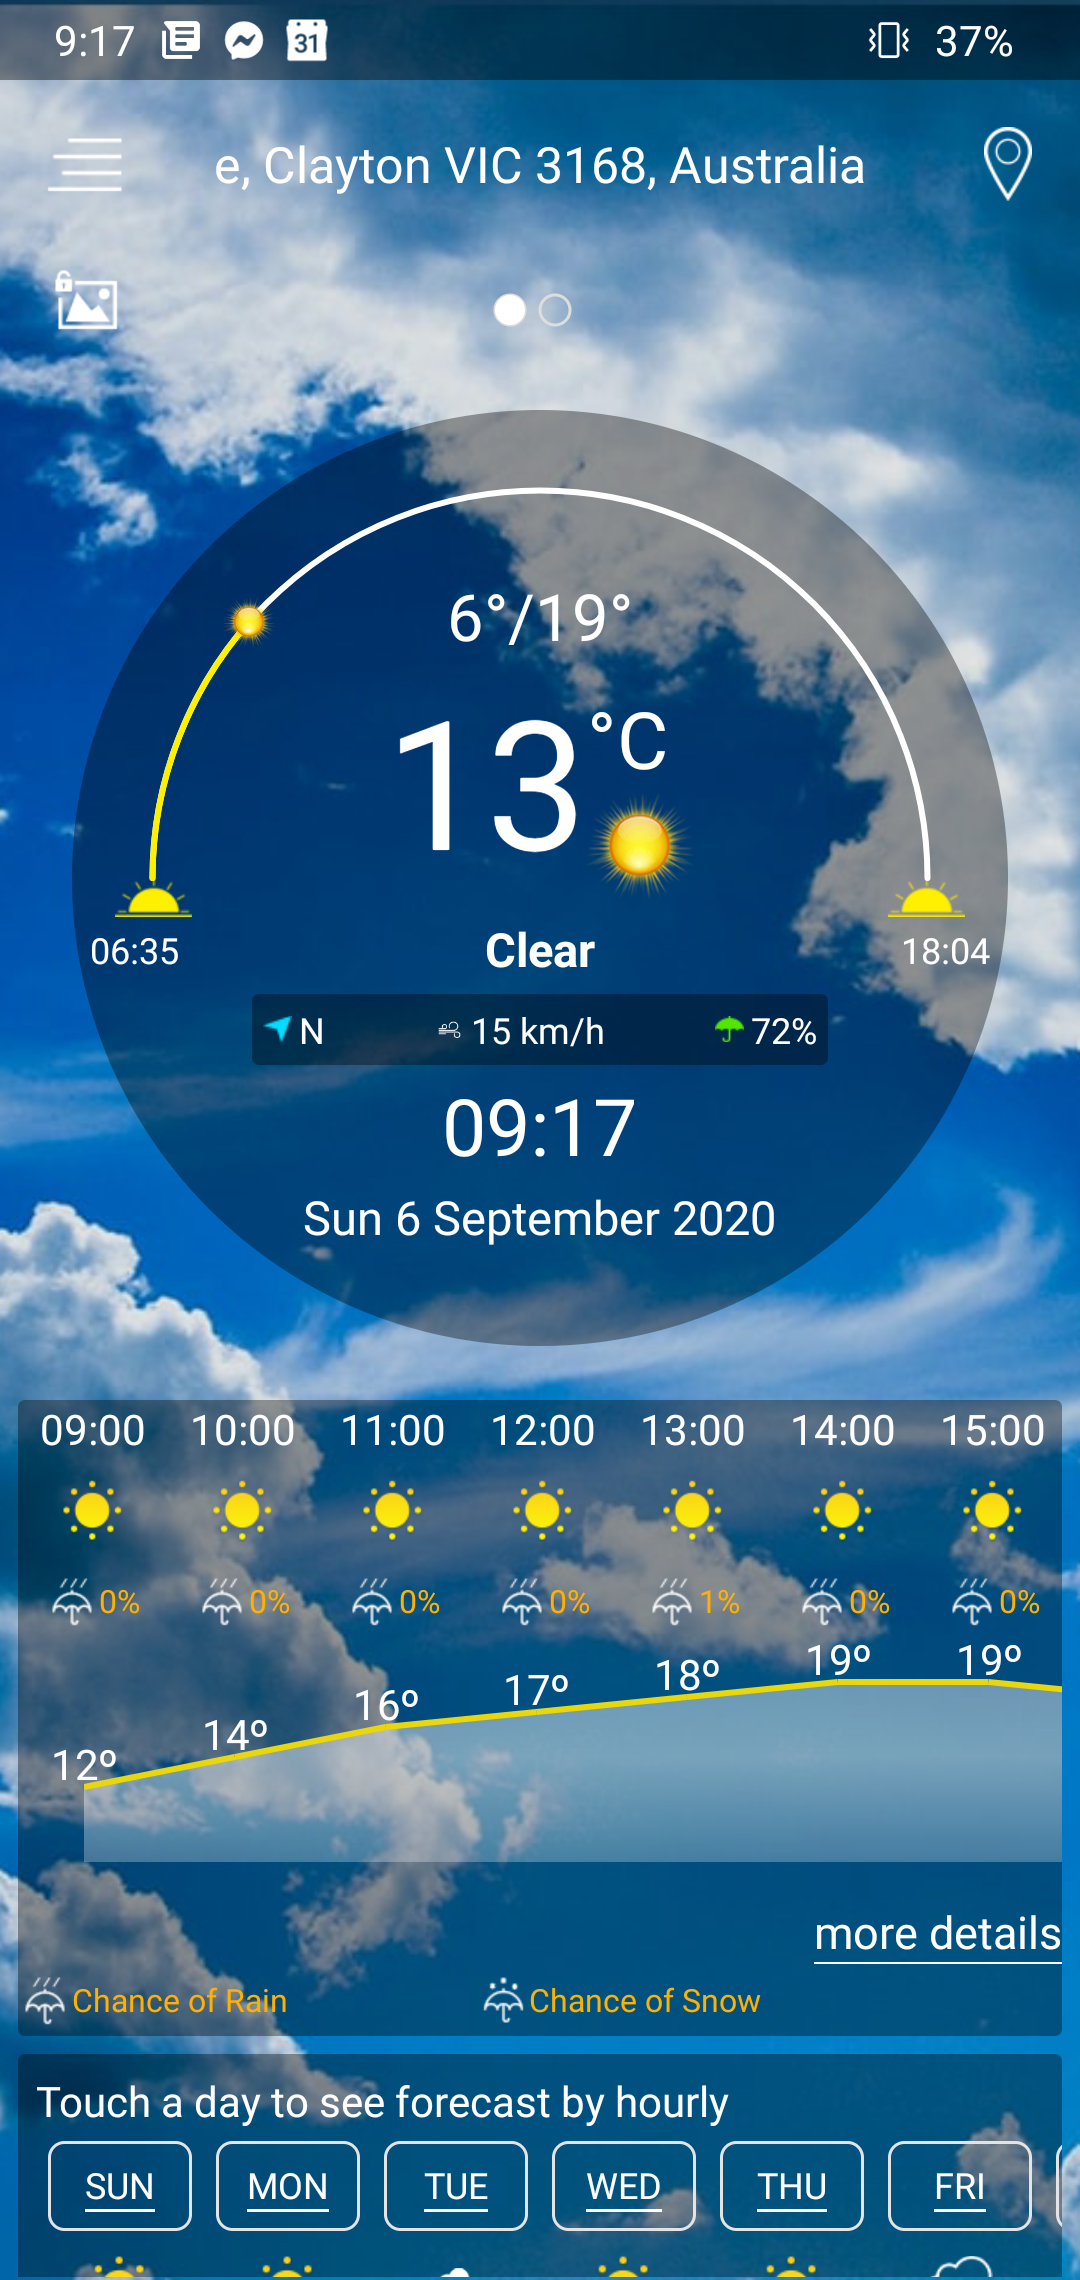 9:17 31 37%
e, Clayton VIC 3168, Australia
6°/19°
13°C
06:35 Clear 18:04
N 15 km/h 72%
09:17
Sun 6 September 2020
09:00 10:00 11:00 12:00 13:00 14:00 15:00
0% 0% 0% 0% 1% 0% 0%
12º 14º 16º 17º 18º 19º 19º
more details
Chance of Rain Chance of Snow
Touch a day to see forecast by hourly
SUN MON TUE WED THU FRI